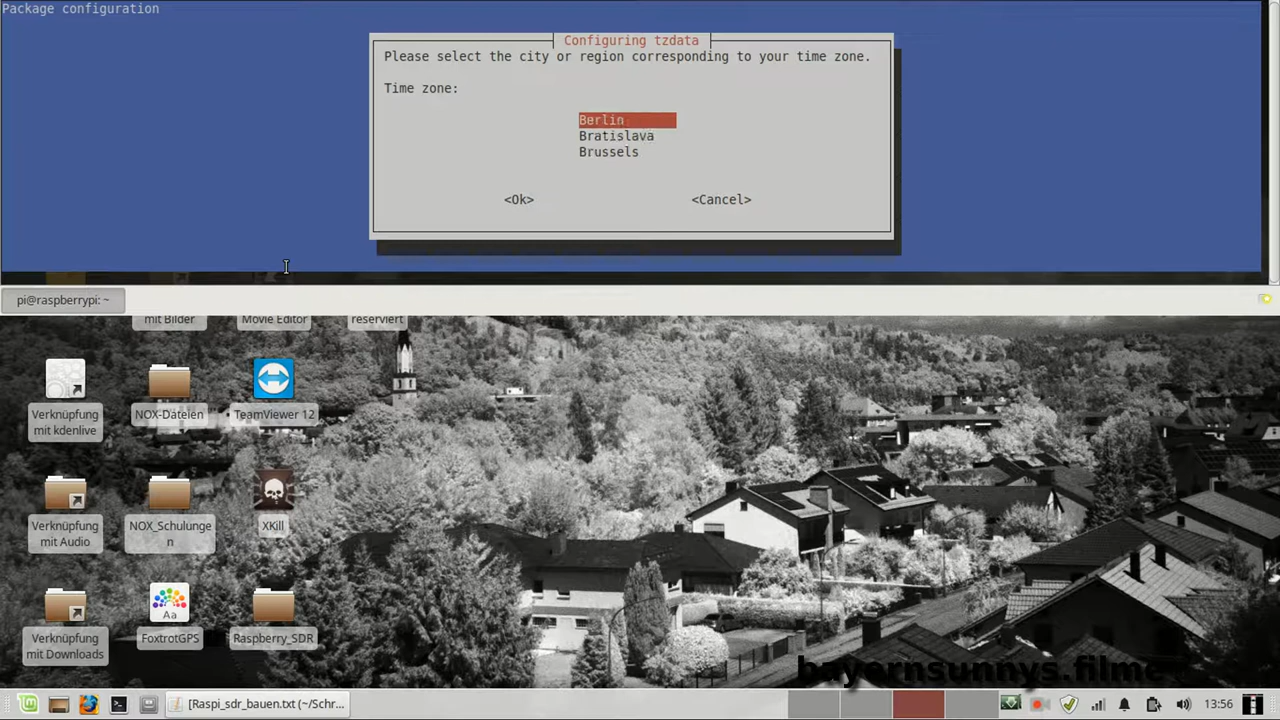 Package configuration
Configuring tzdata
Please select the city or region corresponding to your time zone.
Time zone:
Berlin
Bratislava
Brussels
<Ok> <Cancel>
pi@raspberrypi: ~
mit Bilder Movie Editor reserviert
Verknüpfung
mit kdenlive
NOX-Dateien
TeamViewer 12
Verknüpfung
mit Audio
NOX_Schulunge
n
XKill
Aa
Verknüpfung
mit Downloads
FoxtrotGPS
Raspberry_SDR
bayernsunnys.filme
[Raspi_sdr_bauen.txt (~/Schr...
13:56